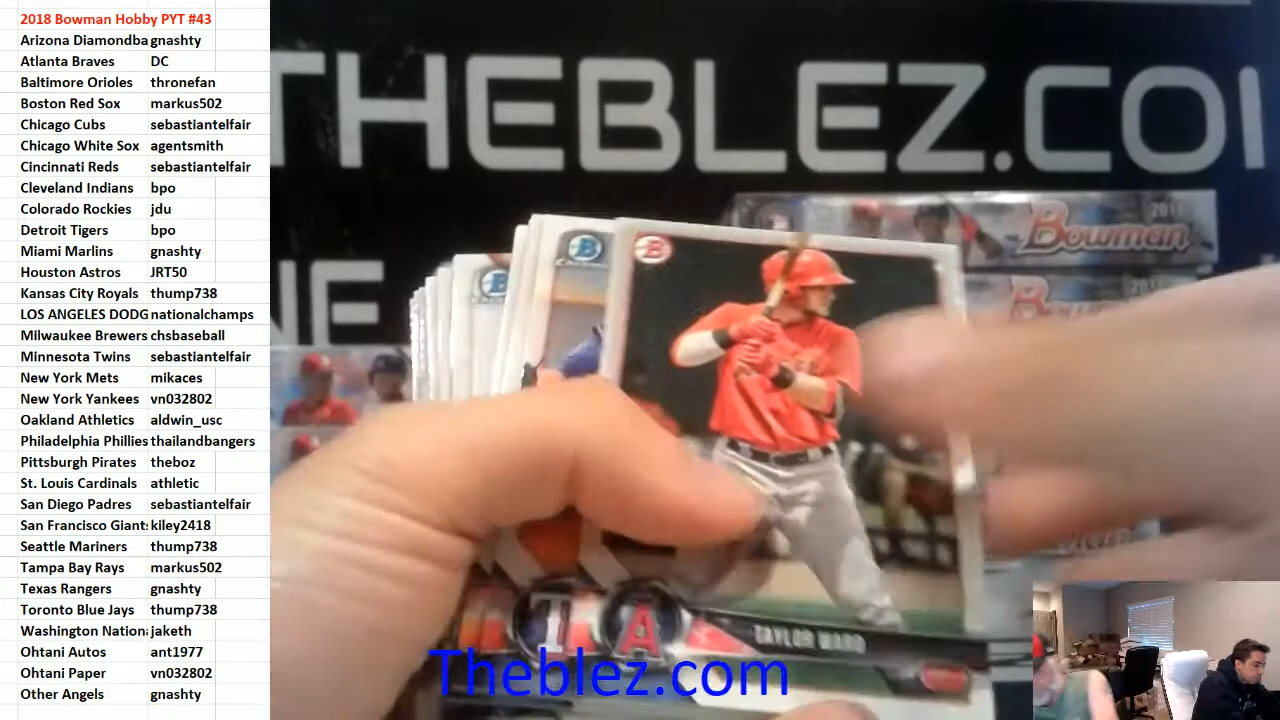 2018 Bowman Hobby PYT #43
Arizona Diamondba gnashty
Atlanta Braves DC
Baltimore Orioles thronefan
Boston Red Sox markus502
Chicago Cubs sebastiantelfair
Chicago White Sox agentsmith
Cincinnati Reds sebastiantelfair
Cleveland Indians bpo
Colorado Rockies jdu
Detroit Tigers bpo
Miami Marlins gnashty
Houston Astros JRT50
Kansas City Royals thump738
LOS ANGELES DODG nationalchamps
Milwaukee Brewers chsbaseball
Minnesota Twins sebastiantelfair
New York Mets mikaces
New York Yankees vn032802
Oakland Athletics aldwin_usc
Philadelphia Phillies thailandbangers
Pittsburgh Pirates theboz
St. Louis Cardinals athletic
San Diego Padres sebastiantelfair
San Francisco Giants kiley2418
Seattle Mariners thump738
Tampa Bay Rays markus502
Texas Rangers gnashty
Toronto Blue Jays thump738
Washington Nationa jaketh
Ohtani Autos ant1977
Ohtani Paper vn032802
Other Angels gnashty
THEBLEZ.CO
NE
Bowman
B
A
TAYLOR WARD
Theblez.com